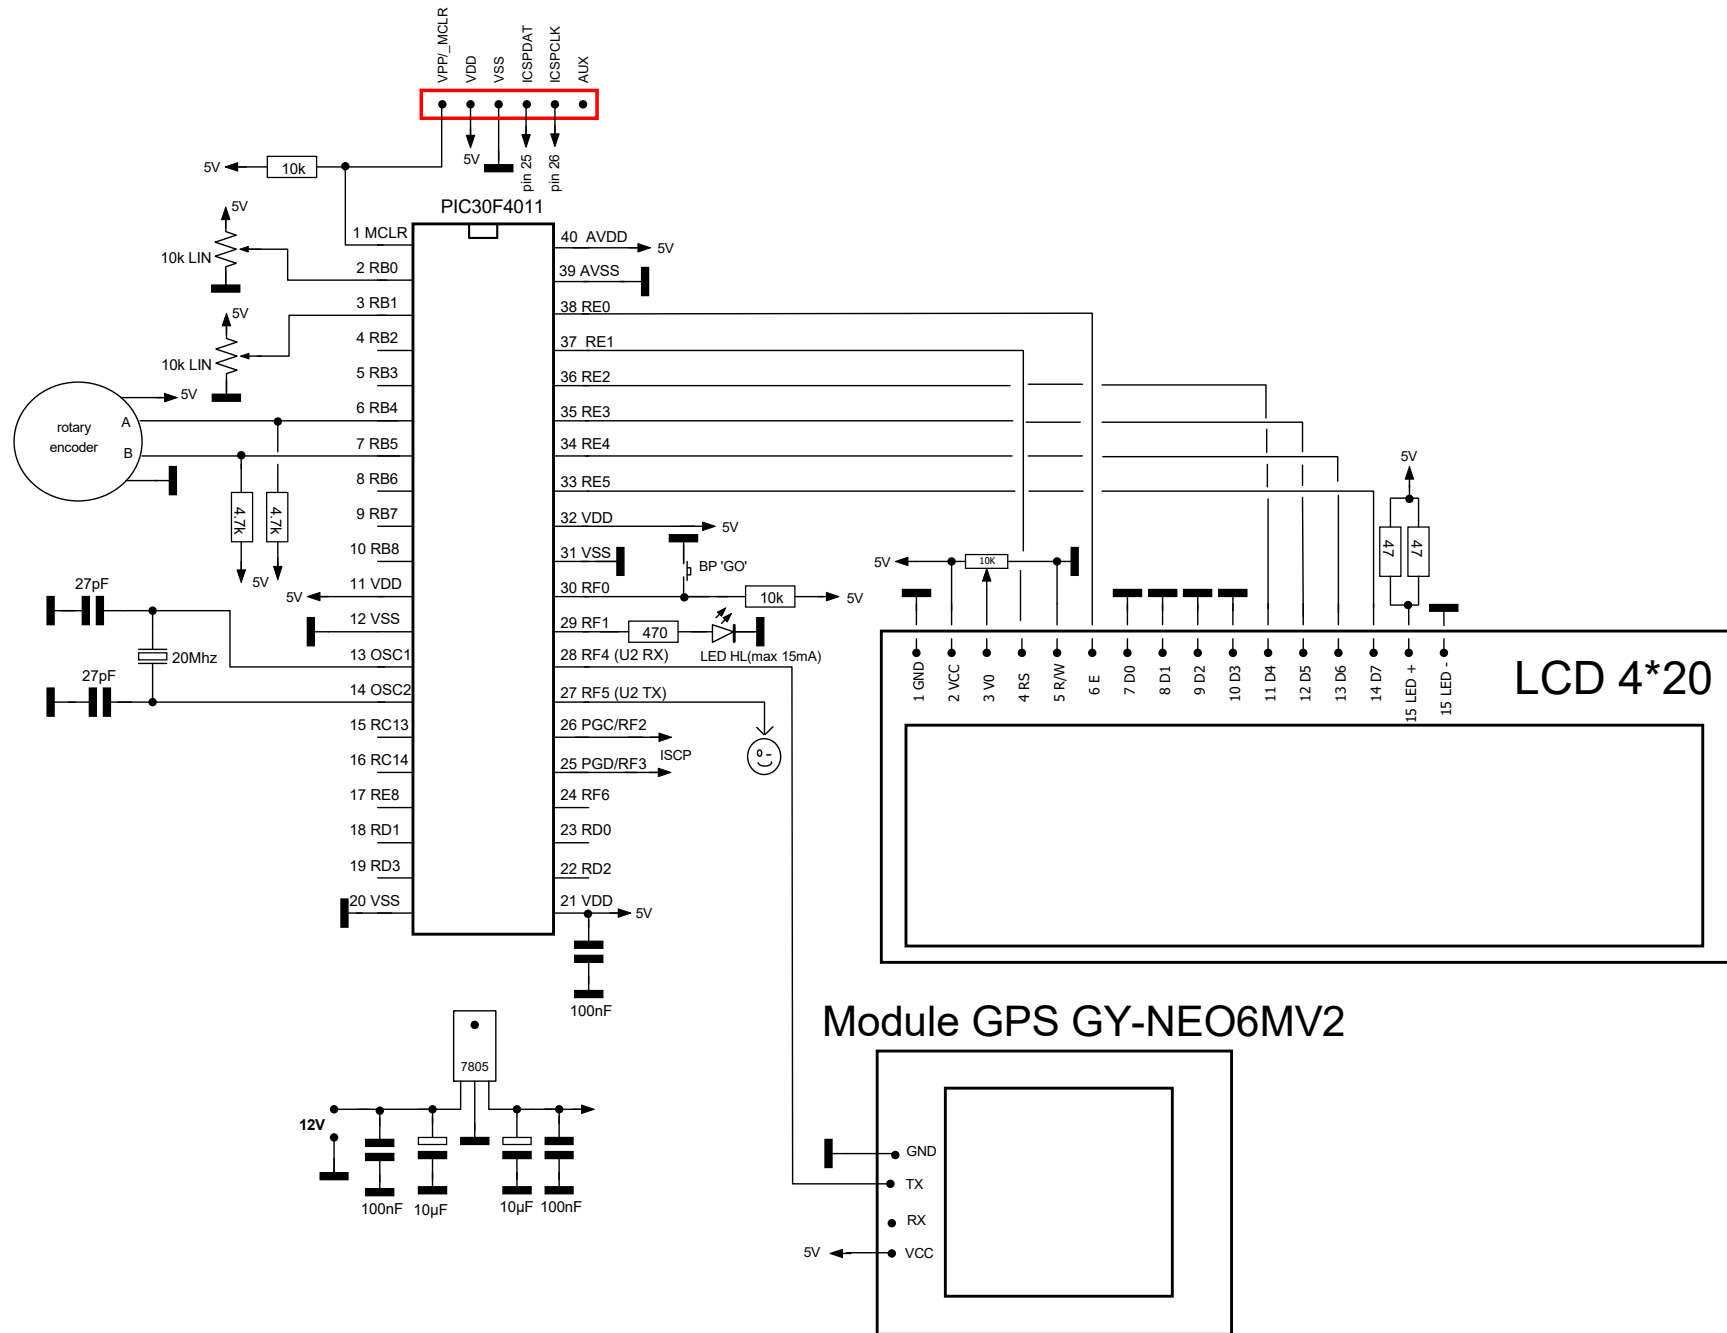 VPP/_MCLR
VDD
VSS
ICSPDAT
ICSPCLK
AUX
5V
10k
5V
pin 25
pin 26
PIC30F4011
5V
10k LIN
5V
10k LIN
rotary
encoder
A
B
5V
4.7k
4.7k
5V
27pF
27pF
20Mhz
5V
1 MCLR
2 RB0
3 RB1
4 RB2
5 RB3
6 RB4
7 RB5
8 RB6
9 RB7
10 RB8
11 VDD
12 VSS
13 OSC1
14 OSC2
15 RC13
16 RC14
17 RE8
18 RD1
19 RD3
20 VSS
40 AVDD
5V
39 AVSS
38 RE0
37 RE1
36 RE2
35 RE3
34 RE4
33 RE5
32 VDD
5V
31 VSS
BP 'GO'
30 RF0
10k
5V
29 RF1
470
LED HL(max 15mA)
28 RF4 (U2 RX)
27 RF5 (U2 TX)
26 PGC/RF2
ISCP
25 PGD/RF3
24 RF6
23 RD0
22 RD2
21 VDD
5V
100nF
5V
10K
5V
47
47
1 GND
2 VCC
3 V0
4 RS
5 R/W
6 E
7 D0
8 D1
9 D2
10 D3
11 D4
12 D5
13 D6
14 D7
15 LED +
15 LED -
LCD 4*20
7805
12V
100nF
10µF
10µF
100nF
Module GPS GY-NEO6MV2
GND
TX
RX
VCC
5V